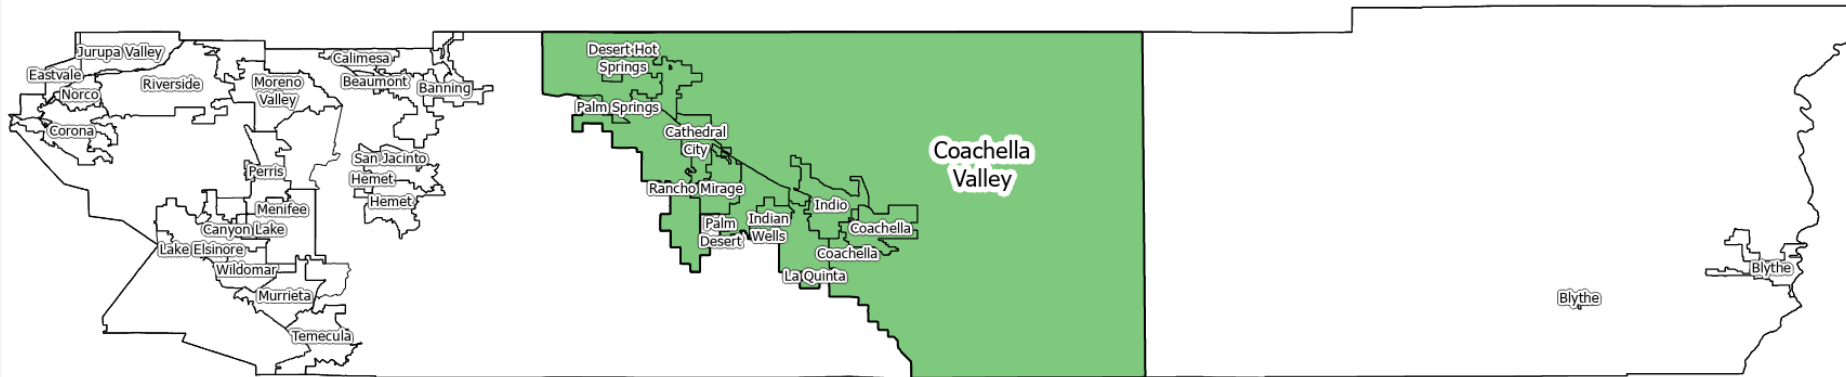 Jurupa Valley
Eastvale
Norco
Riverside
Corona
Moreno
Valley
Calimesa
Beaumont
Banning
San Jacinto
Hemet
Hemet
Perris
Menifee
Canyon Lake
Lake Elsinore
Wildomar
Murrieta
Temecula
Desert Hot
Springs
Palm Springs
Cathedral
City
Rancho Mirage
Palm
Desert
Indian
Wells
Indio
Coachella
Coachella
La Quinta
Coachella
Valley
Blythe
Blythe